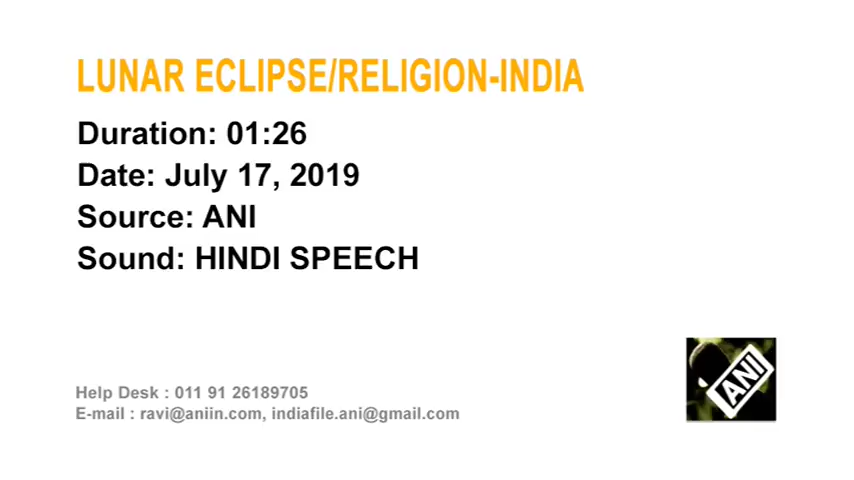 LUNAR ECLIPSE/RELIGION-INDIA
Duration: 01:26
Date: July 17, 2019
Source: ANI
Sound: HINDI SPEECH
Help Desk : 011 91 26189705
E-mail : ravi@aniin.com, indiafile.ani@gmail.com
ANI